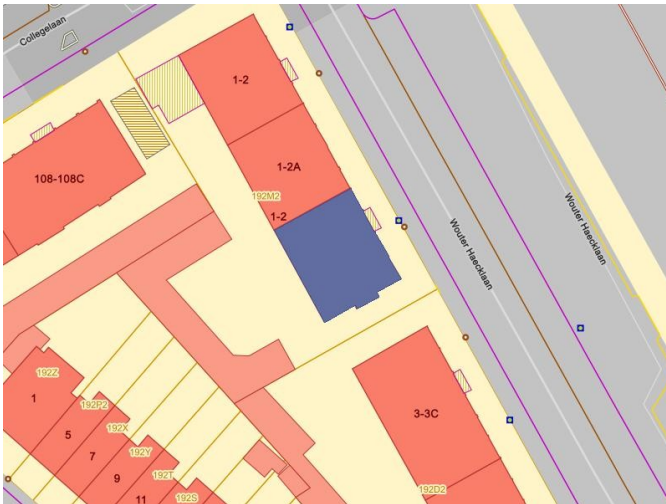 Collegelaan
1-2
1-2A
192M2
1-2
108-108C
Wouter Haecklaan
Wouter Haecklaan
192Z
1
192P2
5
192X
7
192Y
9
192T
11
192S
3-3C
192D2